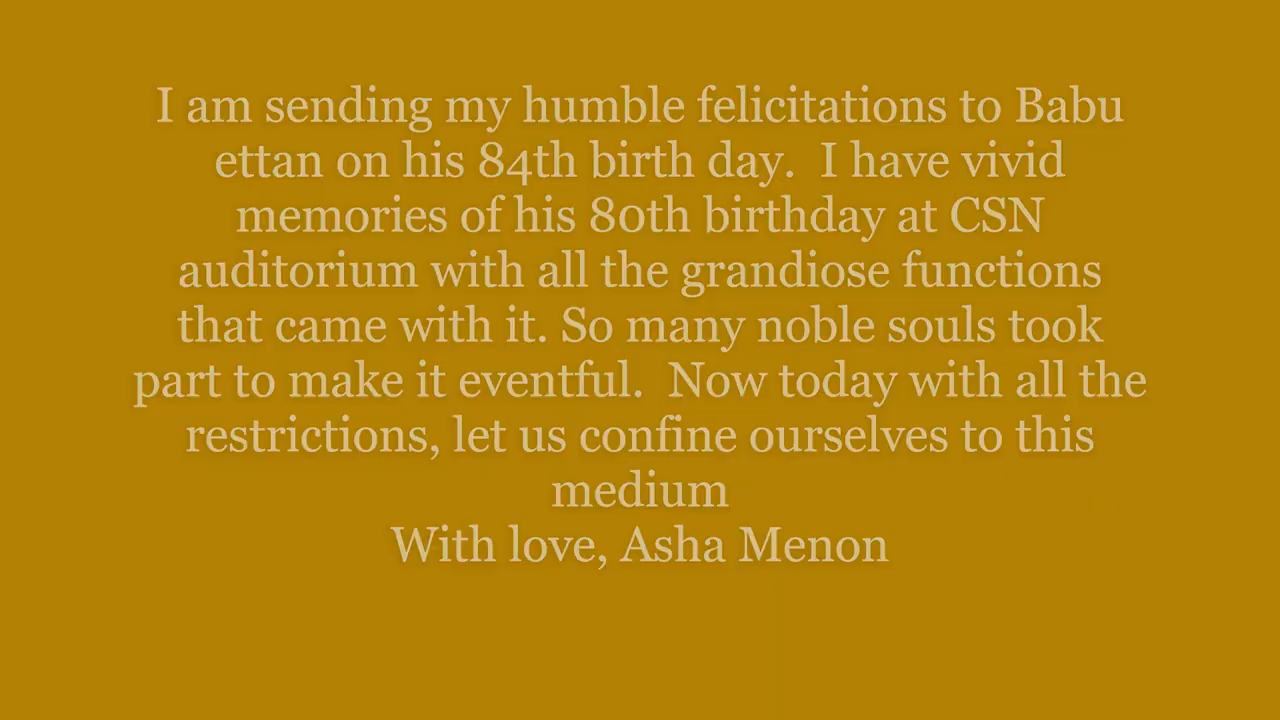 I am sending my humble felicitations to Babu
ettan on his 84th birth day.  I have vivid
memories of his 80th birthday at CSN
auditorium with all the grandiose functions
that came with it. So many noble souls took
part to make it eventful.  Now today with all the
restrictions, let us confine ourselves to this
medium
With love, Asha Menon